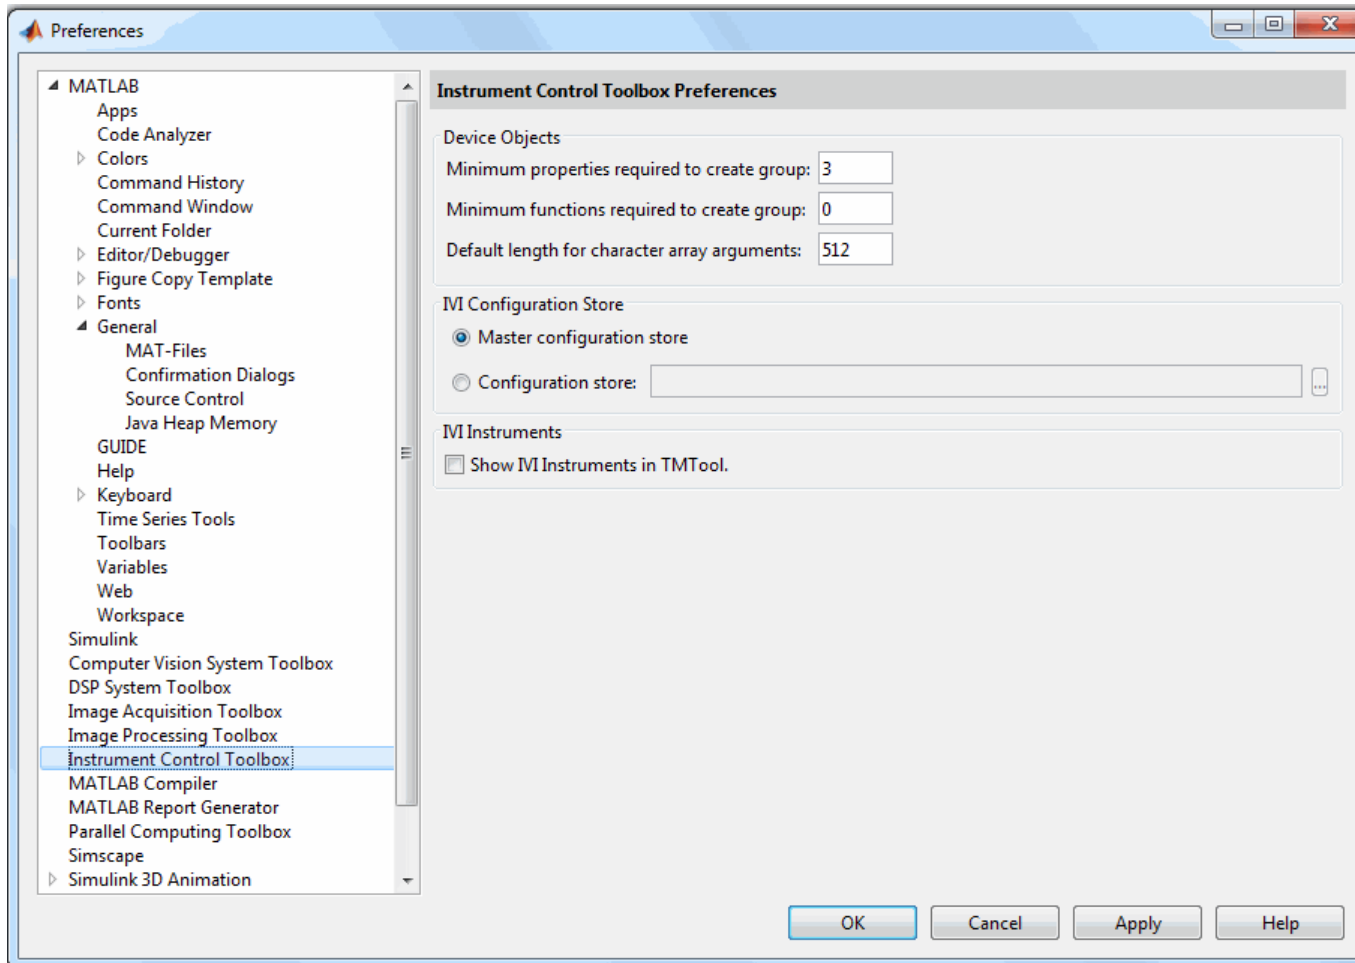 Preferences
MATLAB
Apps
Code Analyzer
Colors
Command History
Command Window
Current Folder
Editor/Debugger
Figure Copy Template
Fonts
General
MAT-Files
Confirmation Dialogs
Source Control
Java Heap Memory
GUIDE
Help
Keyboard
Time Series Tools
Toolbars
Variables
Web
Workspace
Simulink
Computer Vision System Toolbox
DSP System Toolbox
Image Acquisition Toolbox
Image Processing Toolbox
Instrument Control Toolbox
MATLAB Compiler
MATLAB Report Generator
Parallel Computing Toolbox
Simscape
Simulink 3D Animation
Instrument Control Toolbox Preferences
Device Objects
Minimum properties required to create group: 3
Minimum functions required to create group: 0
Default length for character array arguments: 512
IVI Configuration Store
Master configuration store
Configuration store: ...
IVI Instruments
Show IVI Instruments in TMTool.
OK Cancel Apply Help